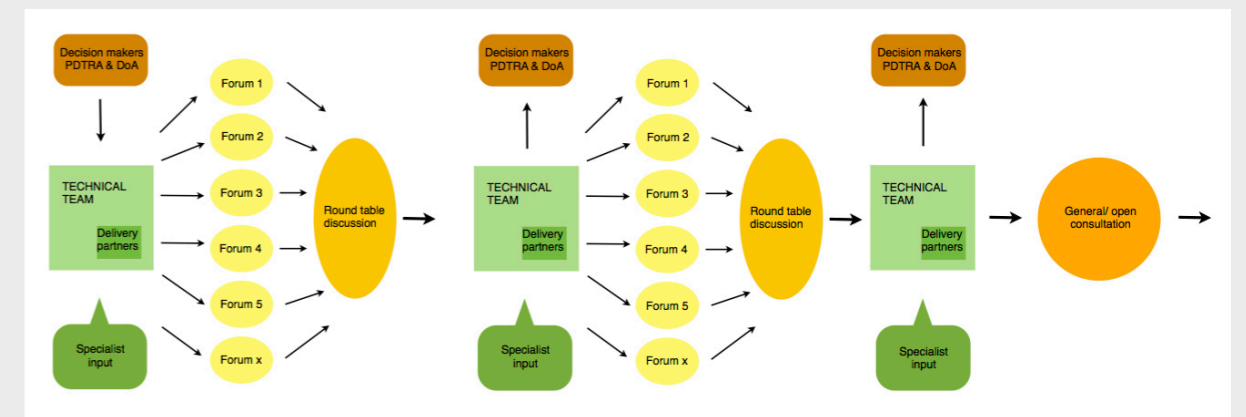 Decision makers
PDTRA & DoA
TECHNICAL
TEAM
Delivery
partners
Specialist
input
Forum 1
Forum 2
Forum 3
Forum 4
Forum 5
Forum x
Round table
discussion
Decision makers
PDTRA & DoA
TECHNICAL
TEAM
Delivery
partners
Specialist
input
Forum 1
Forum 2
Forum 3
Forum 4
Forum 5
Forum x
Round table
discussion
Decision makers
PDTRA & DoA
TECHNICAL
TEAM
Delivery
partners
Specialist
input
General/ open
consultation